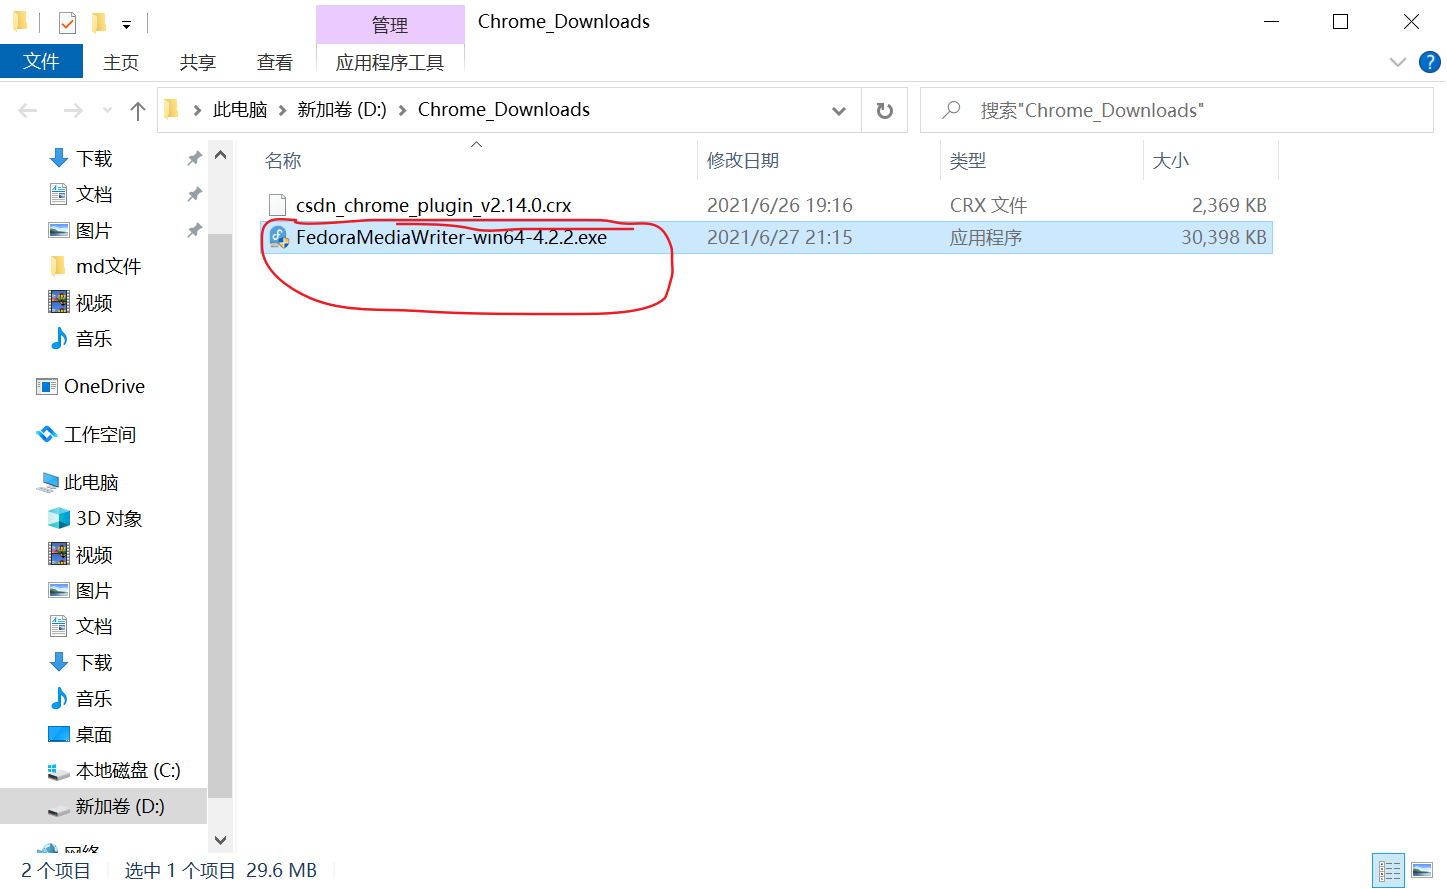 管理
Chrome_Downloads
文件 主页 共享 查看 应用程序工具 ?
此电脑 新加卷 (D:) Chrome_Downloads 搜索"Chrome_Downloads"
下载
文档
图片
md文件
视频
音乐
OneDrive
工作空间
此电脑
3D 对象
视频
图片
文档
下载
音乐
桌面
本地磁盘 (C:)
新加卷 (D:)
网络
名称 修改日期 类型 大小
csdn_chrome_plugin_v2.14.0.crx 2021/6/26 19:16 CRX 文件 2,369 KB
FedoraMediaWriter-win64-4.2.2.exe 2021/6/27 21:15 应用程序 30,398 KB
2 个项目 选中 1 个项目 29.6 MB